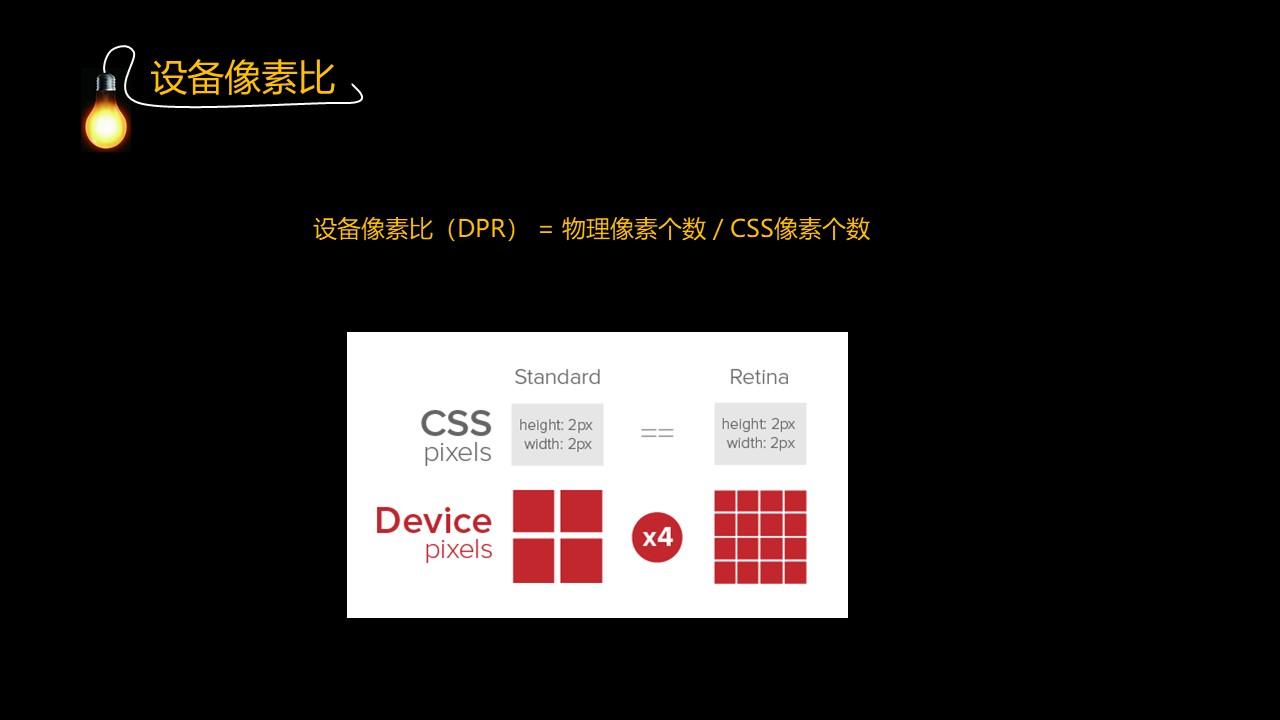 设备像素比
设备像素比（DPR） = 物理像素个数 / CSS像素个数
Standard
Retina
CSS
pixels
height: 2px
width: 2px
==
height: 2px
width: 2px
Device
pixels
x4